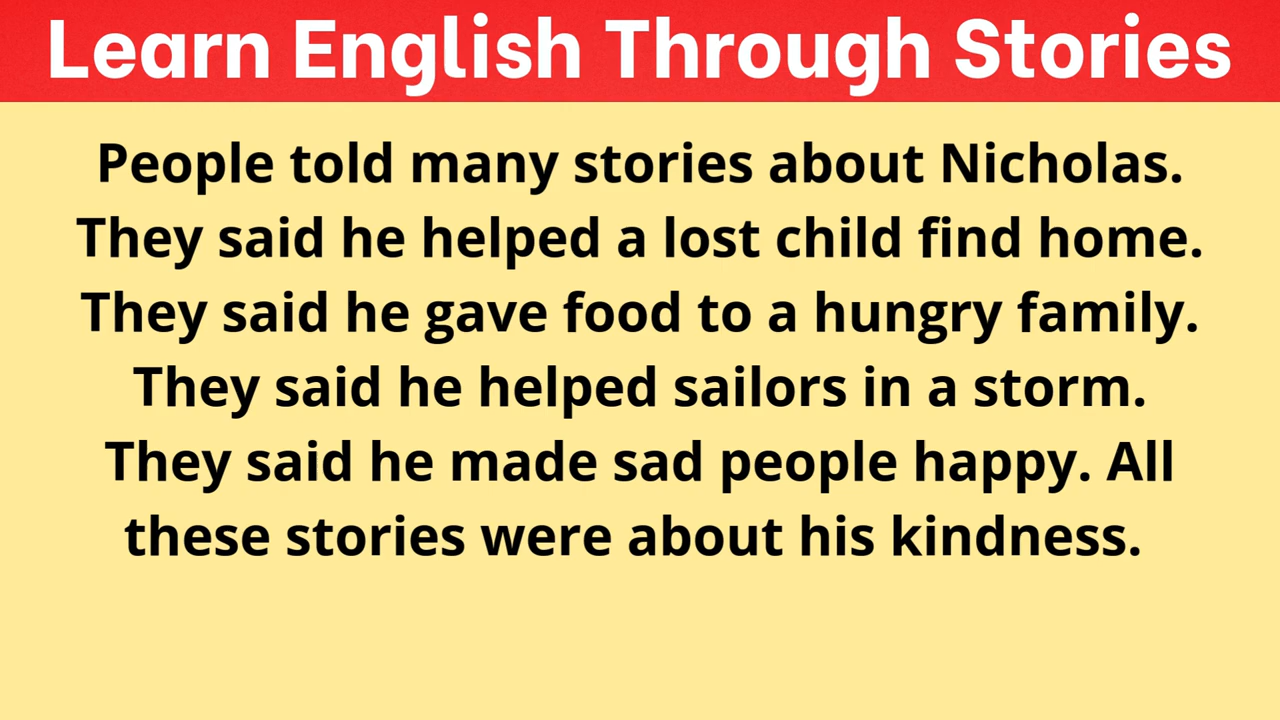 Learn English Through Stories
People told many stories about Nicholas.
They said he helped a lost child find home.
They said he gave food to a hungry family.
They said he helped sailors in a storm.
They said he made sad people happy. All
these stories were about his kindness.